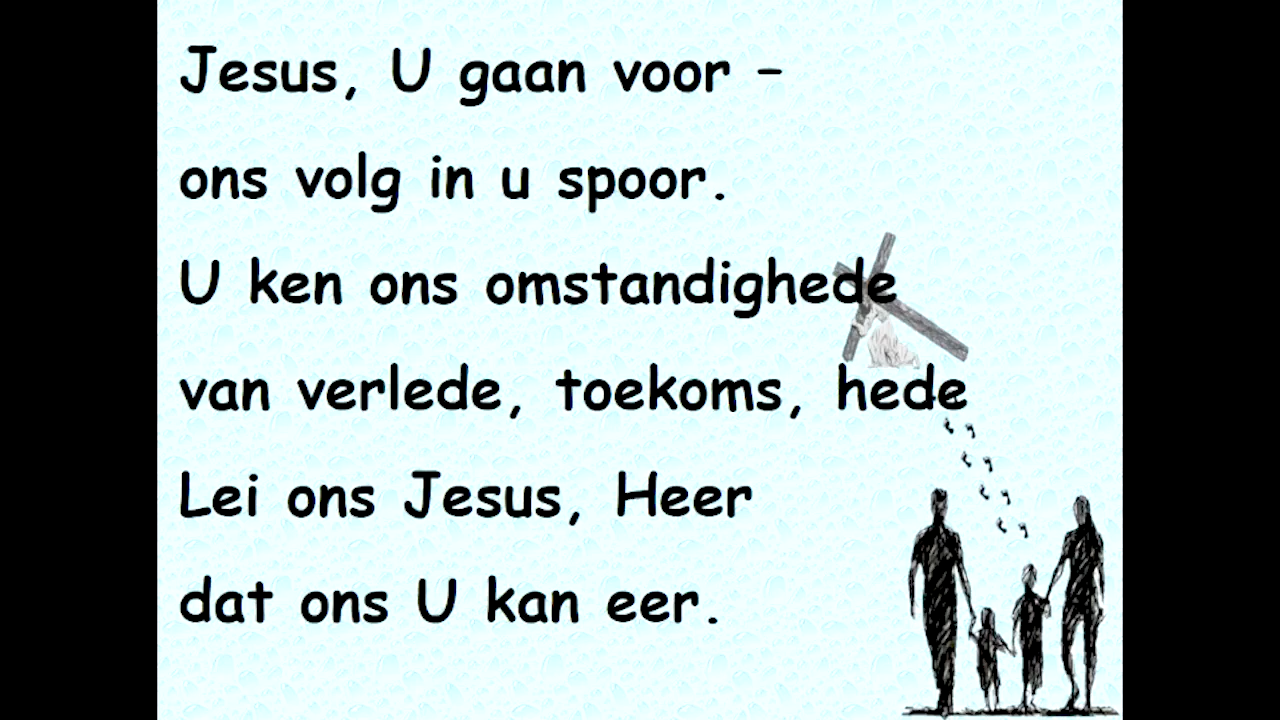 Jesus, U gaan voor –
ons volg in u spoor.
U ken ons omstandighede
van verlede, toekoms, hede
Lei ons Jesus, Heer
dat ons U kan eer.